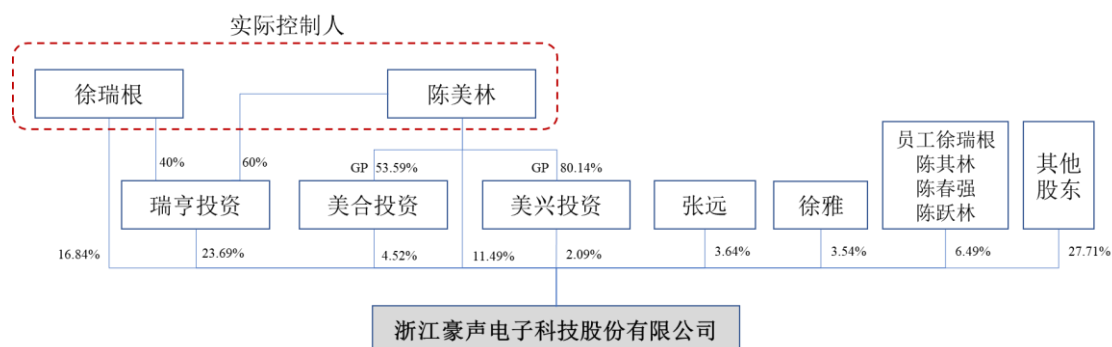 实际控制人
徐瑞根
陈美林
40%
60%
GP 53.59%
GP 80.14%
瑞亨投资
美合投资
美兴投资
张远
徐雅
员工徐瑞根
陈其林
陈春强
陈跃林
其他
股东
16.84%
23.69%
4.52%
11.49%
2.09%
3.64%
3.54%
6.49%
27.71%
浙江豪声电子科技股份有限公司